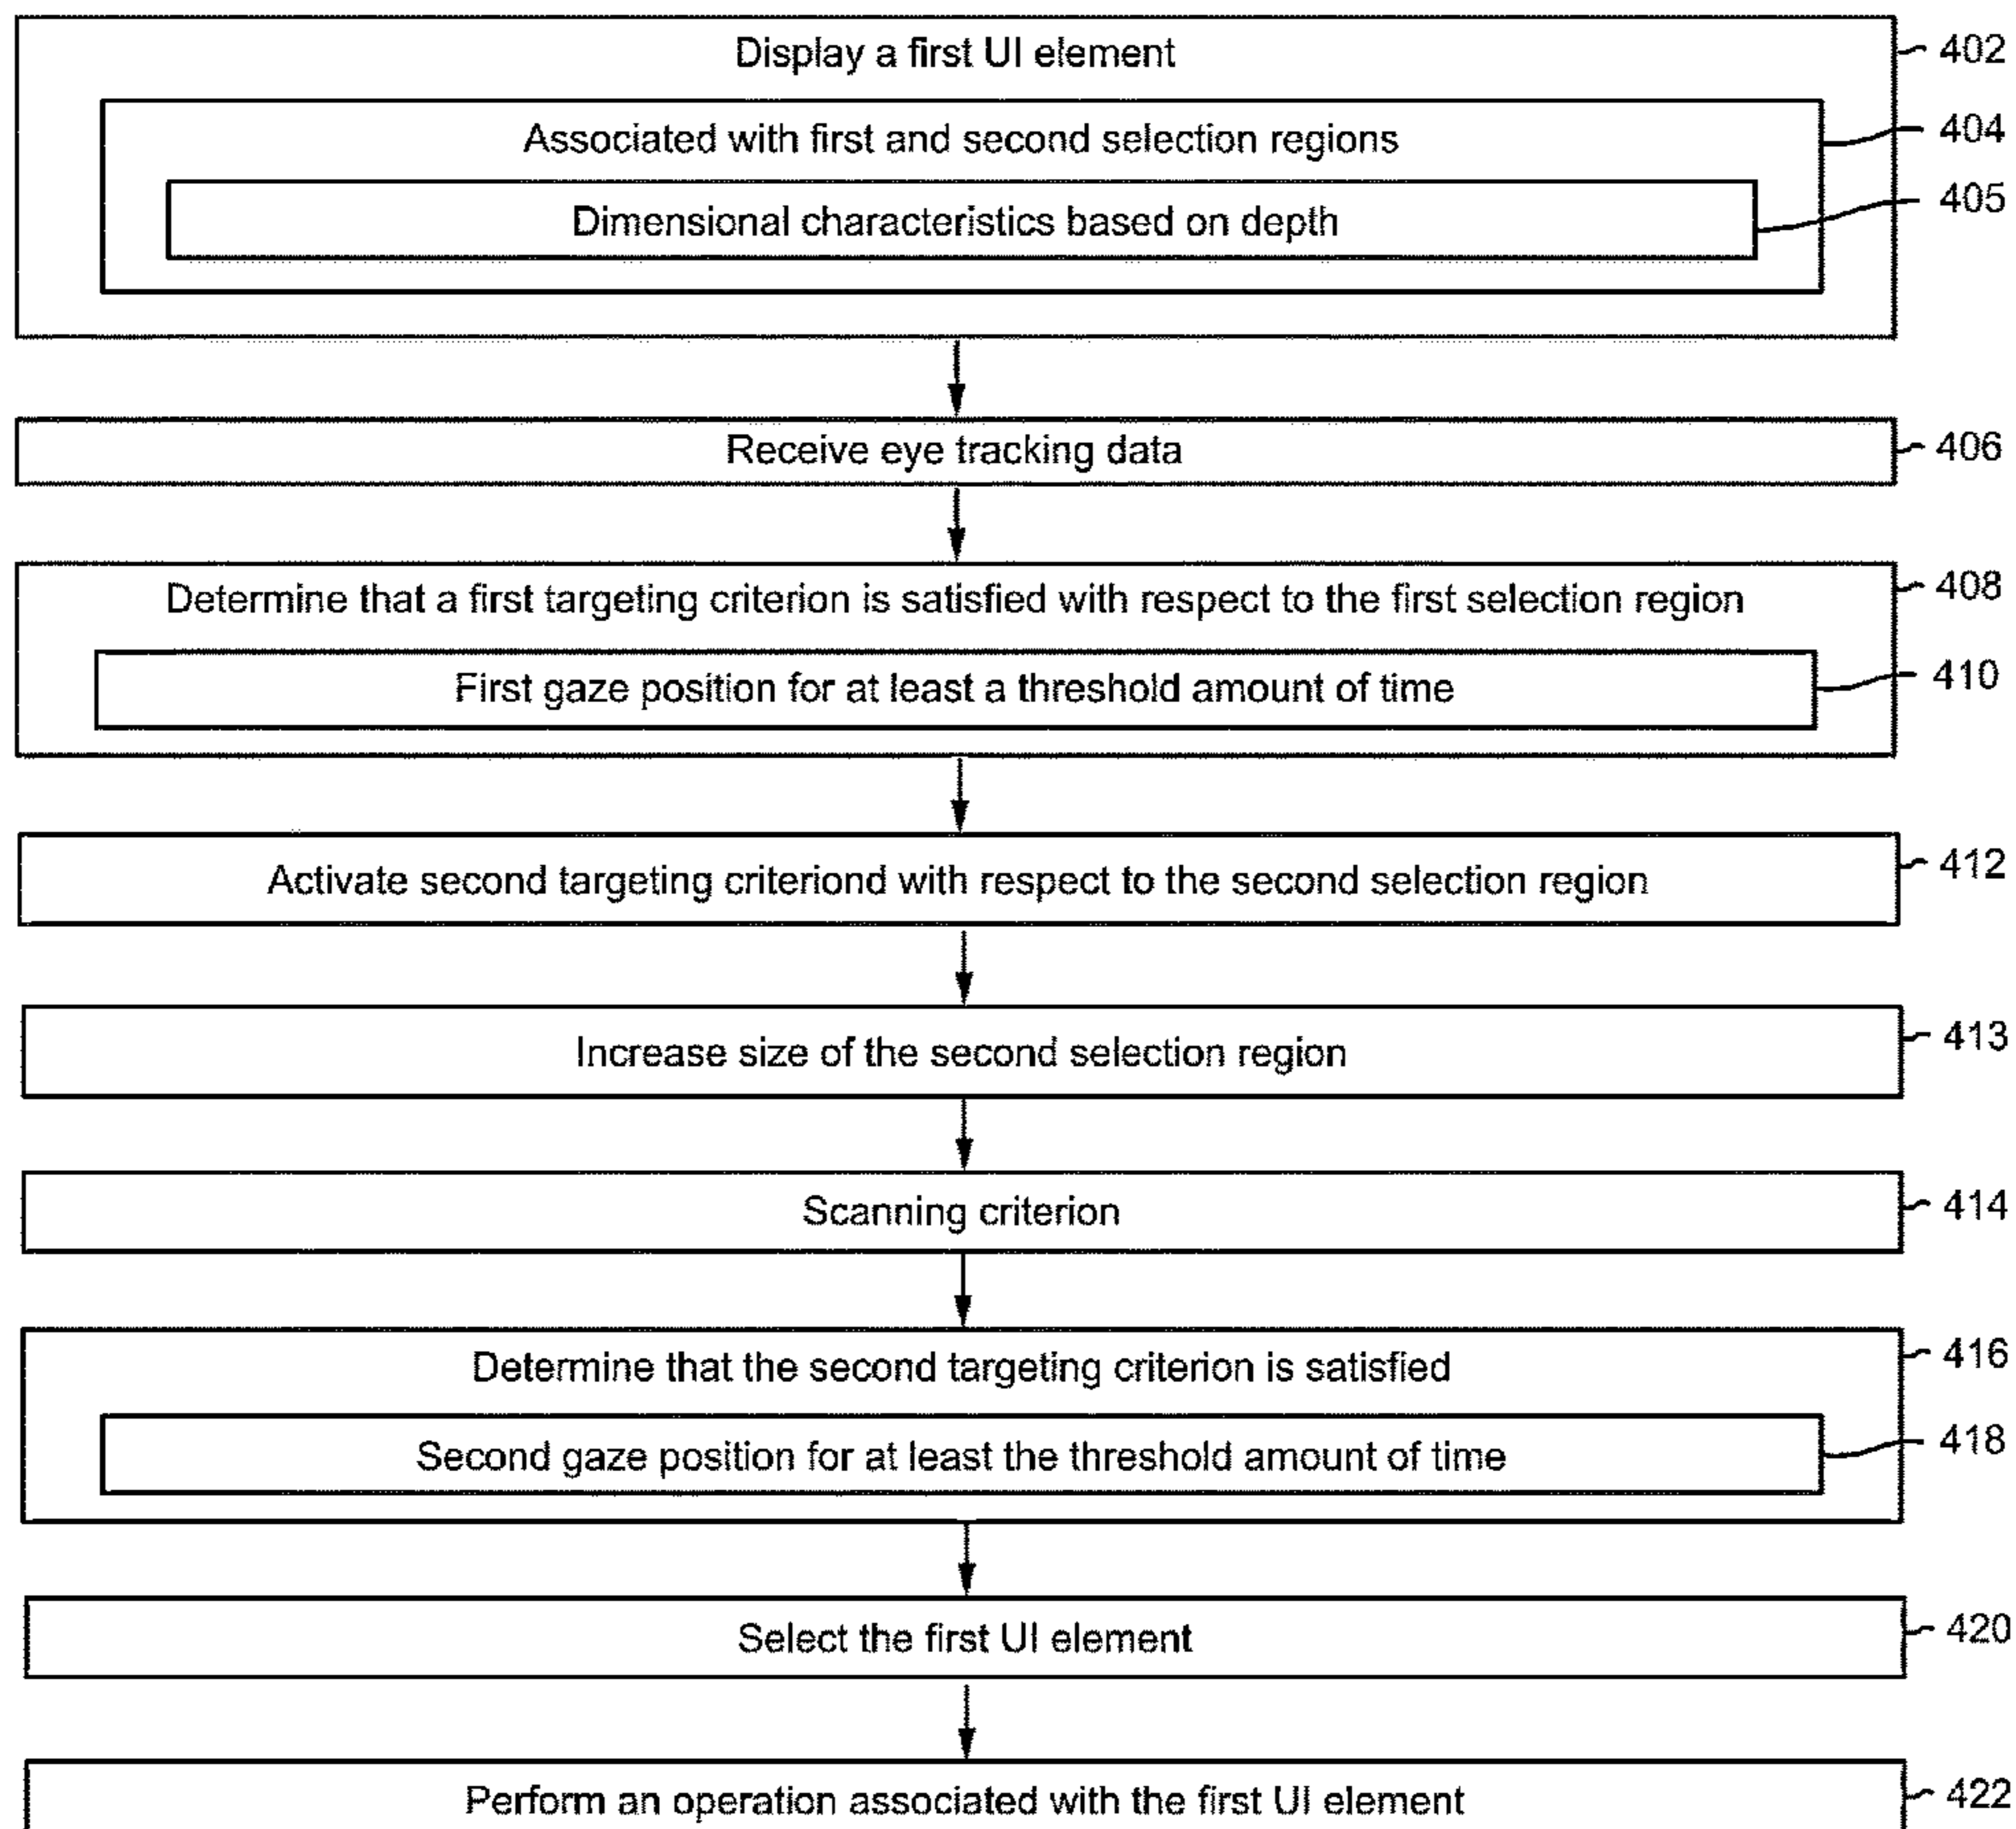 Display a first UI element
402
Associated with first and second selection regions
404
Dimensional characteristics based on depth
405
Receive eye tracking data
406
Determine that a first targeting criterion is satisfied with respect to the first selection region
408
First gaze position for at least a threshold amount of time
410
Activate second targeting criteriond with respect to the second selection region
412
Increase size of the second selection region
413
Scanning criterion
414
Determine that the second targeting criterion is satisfied
416
Second gaze position for at least the threshold amount of time
418
Select the first UI element
420
Perform an operation associated with the first UI element
422